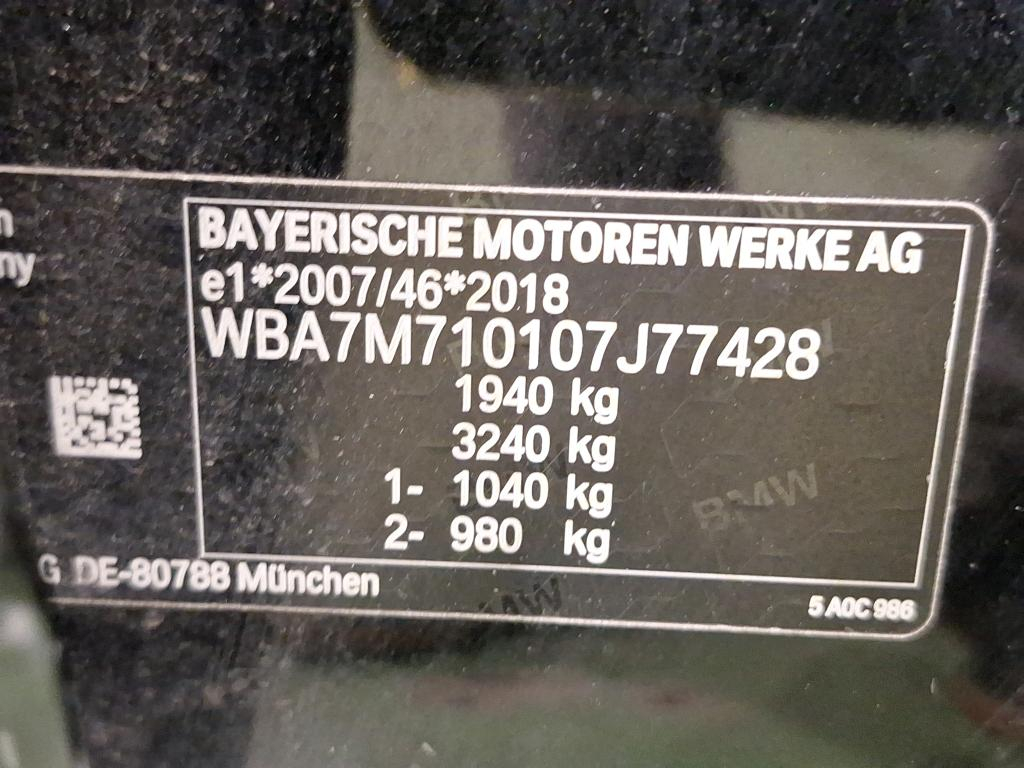 BAYERISCHE MOTOREN WERKE AG
e1*2007/46*2018
WBA7M710107J77428
1940 kg
3240 kg
1- 1040 kg
2- 980 kg
BMW
G DE-80788 München
5 A0C 986